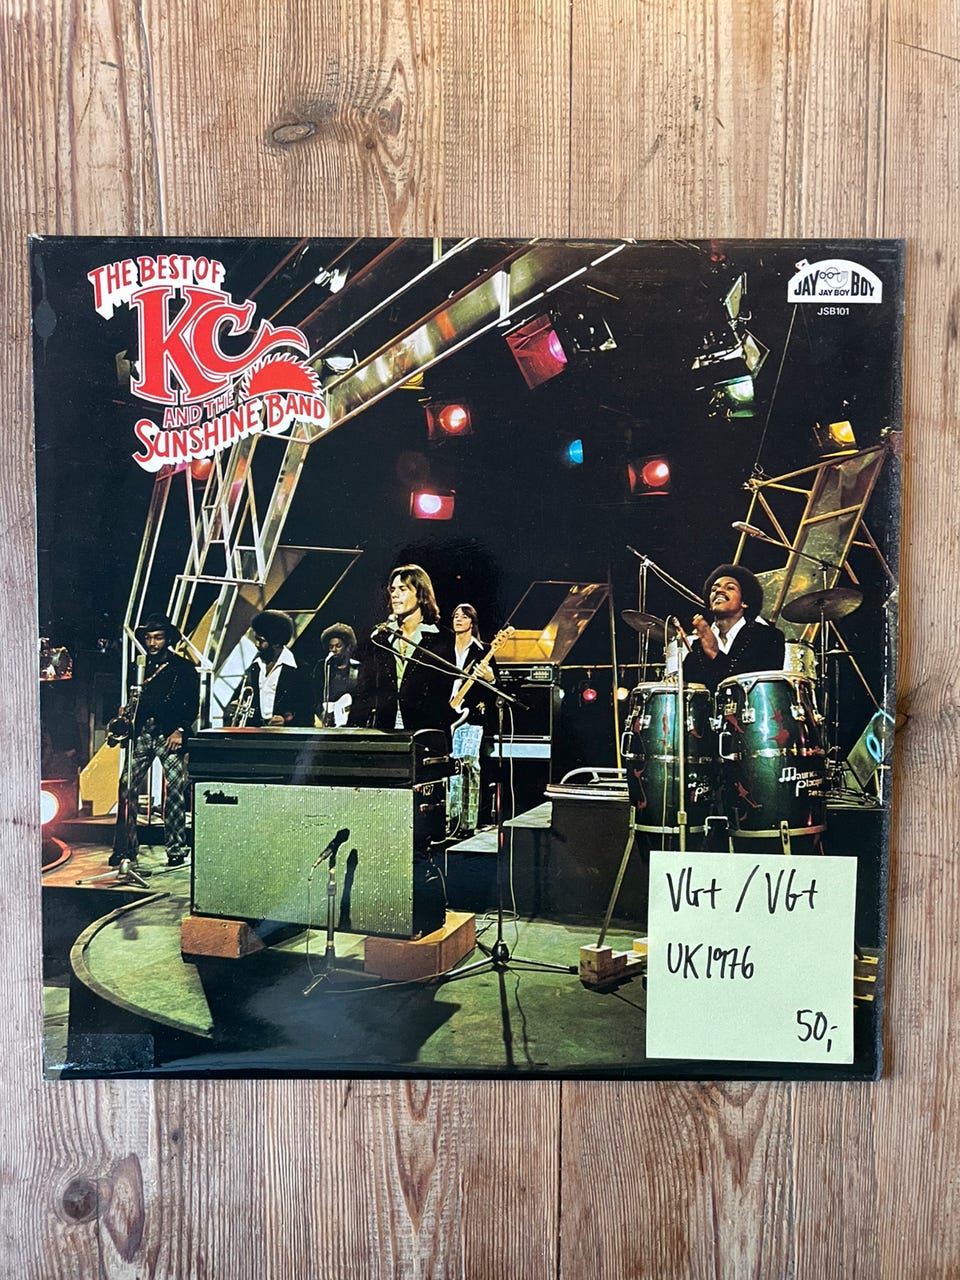 THE BEST OF
KC
AND THE
SUNSHINE BAND
JAY BOY
JAY BOY
JSB101
VG+ / VG+
UK 1976
50,-